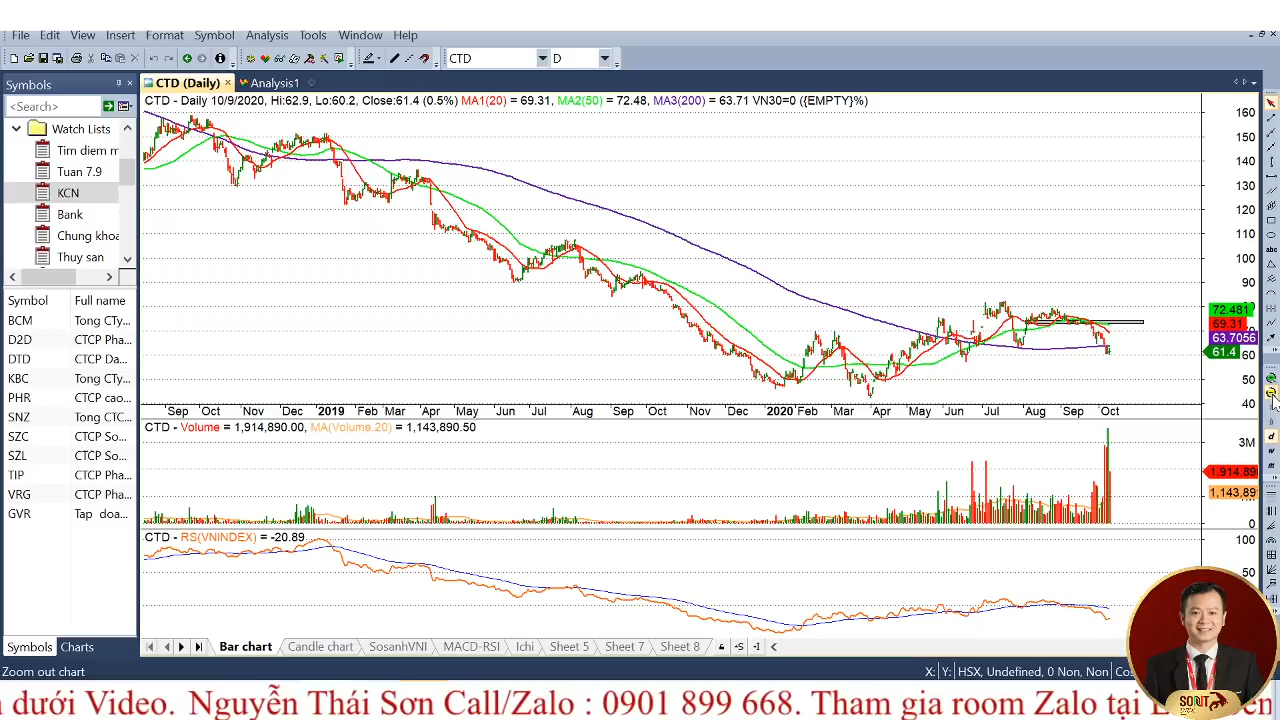 File Edit View Insert Format Symbol Analysis Tools Window Help
CTD D
Symbols
CTD (Daily) Analysis1
CTD - Daily 10/9/2020, Hi:62.9, Lo:60.2, Close:61.4 (0.5%) MA1(20) = 69.31, MA2(50) = 72.48, MA3(200) = 63.71 VN30=0 ({EMPTY}%)
<Search>
Watch Lists
Tim diem m
Tuan 7.9
KCN
Bank
Chung khoa
Thuy san
Symbol Full name
BCM Tong CTy...
D2D CTCP Pha...
DTD CTCP Da...
KBC Tong CTy...
PHR CTCP cao...
SNZ Tong CTC...
SZC CTCP So...
SZL CTCP So...
TIP CTCP Pha...
VRG CTCP Pha...
GVR Tap doa...
Symbols Charts
160
150
140
130
120
110
100
90
60
50
40
72.481
69.31
63.7056
61.4
Sep Oct Nov Dec 2019 Feb Mar Apr May Jun Jul Aug Sep Oct Nov Dec 2020 Feb Mar Apr May Jun Jul Aug Sep Oct
CTD - Volume = 1,914,890.00, MA(Volume,20) = 1,143,890.50
3M
1,914,89
1,143,89
0
CTD - RS(VNINDEX) = -20.89
100
50
Bar chart Candle chart SosanhVNI MACD-RSI Ichi Sheet 5 Sheet 7 Sheet 8
Zoom out chart
X: Y: HSX, Undefined, 0 Non, Non Cos
SONT
dưới Video. Nguyễn Thái Sơn Call/Zalo : 0901 899 668. Tham gia room Zalo tại